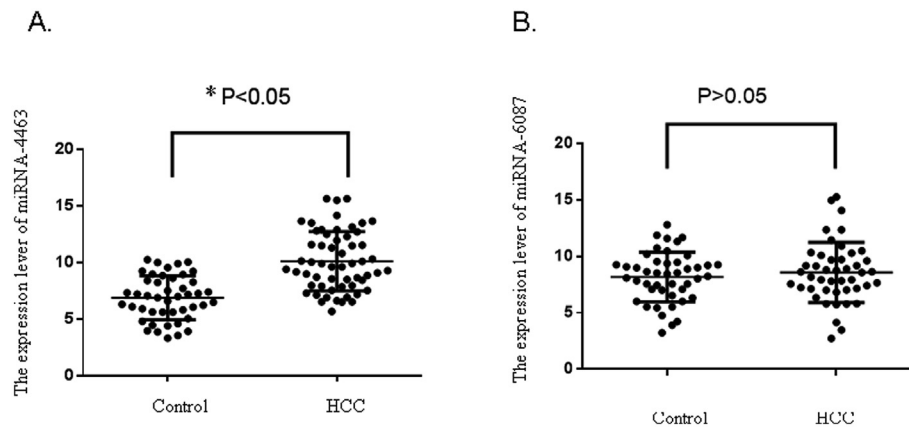 A.
* P<0.05
The expression lever of miRNA-4463
20
15
10
5
0
Control HCC
B.
P>0.05
The expression lever of miRNA-6087
20
15
10
5
0
Control HCC